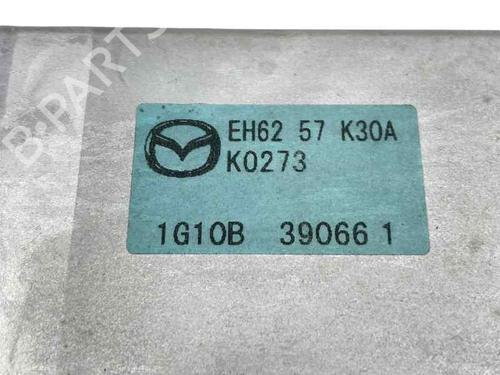 B-PARTS
EH62 57 K30A
K0273
1G10B 39066 1